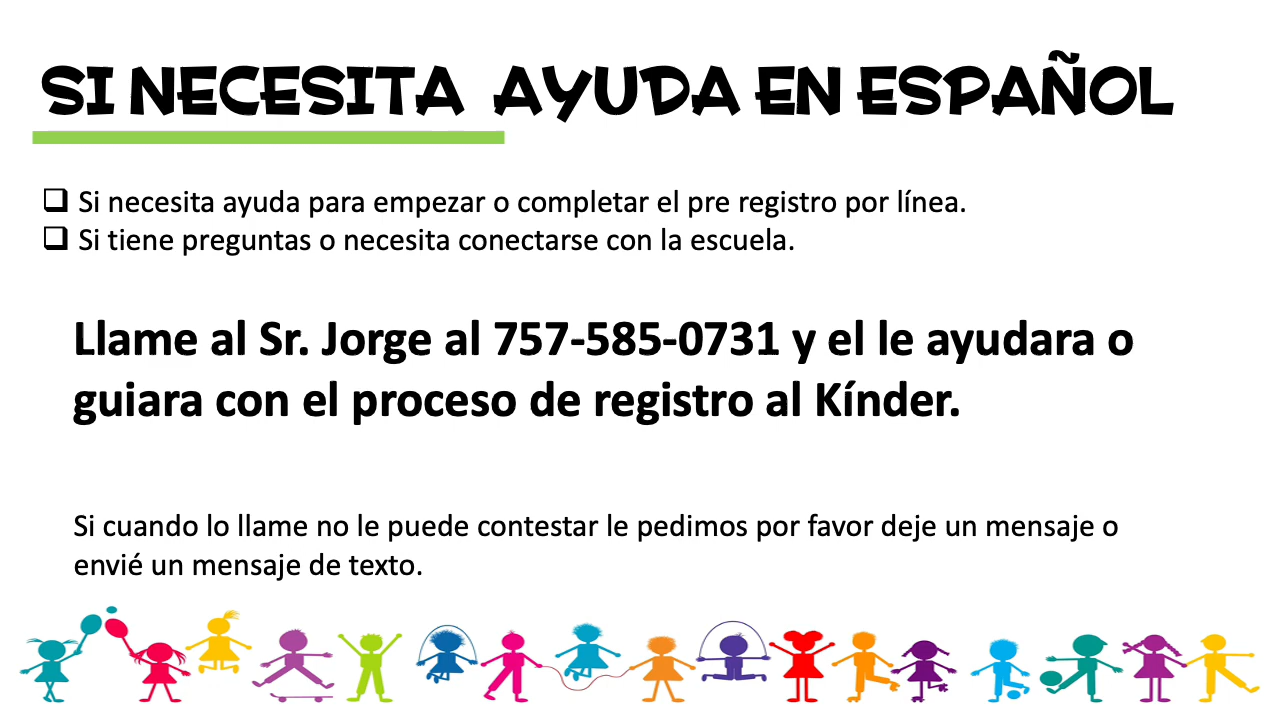 SI NECESITA AYUDA EN ESPAÑOL
❑ Si necesita ayuda para empezar o completar el pre registro por línea.
❑ Si tiene preguntas o necesita conectarse con la escuela.
Llame al Sr. Jorge al 757-585-0731 y el le ayudara o
guiara con el proceso de registro al Kínder.
Si cuando lo llame no le puede contestar le pedimos por favor deje un mensaje o
envié un mensaje de texto.